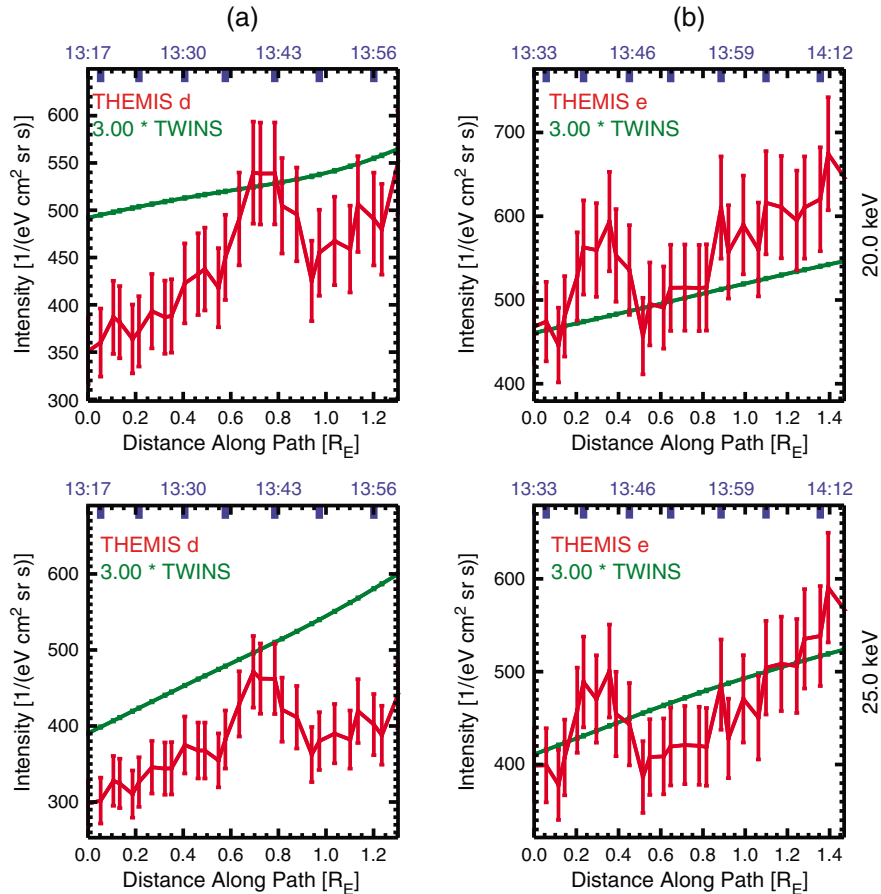 (a)
(b)
13:17 13:30 13:43 13:56
13:33 13:46 13:59 14:12
THEMIS d
3.00 * TWINS
Intensity [1/(eV cm² sr s)]
600
550
500
450
400
350
300
0.0 0.2 0.4 0.6 0.8 1.0 1.2
Distance Along Path [R_E]
THEMIS e
3.00 * TWINS
Intensity [1/(eV cm² sr s)]
700
600
500
400
0.0 0.2 0.4 0.6 0.8 1.0 1.2 1.4
Distance Along Path [R_E]
20.0 keV
13:17 13:30 13:43 13:56
13:33 13:46 13:59 14:12
THEMIS d
3.00 * TWINS
Intensity [1/(eV cm² sr s)]
600
500
400
300
0.0 0.2 0.4 0.6 0.8 1.0 1.2
Distance Along Path [R_E]
THEMIS e
3.00 * TWINS
Intensity [1/(eV cm² sr s)]
600
500
400
0.0 0.2 0.4 0.6 0.8 1.0 1.2 1.4
Distance Along Path [R_E]
25.0 keV